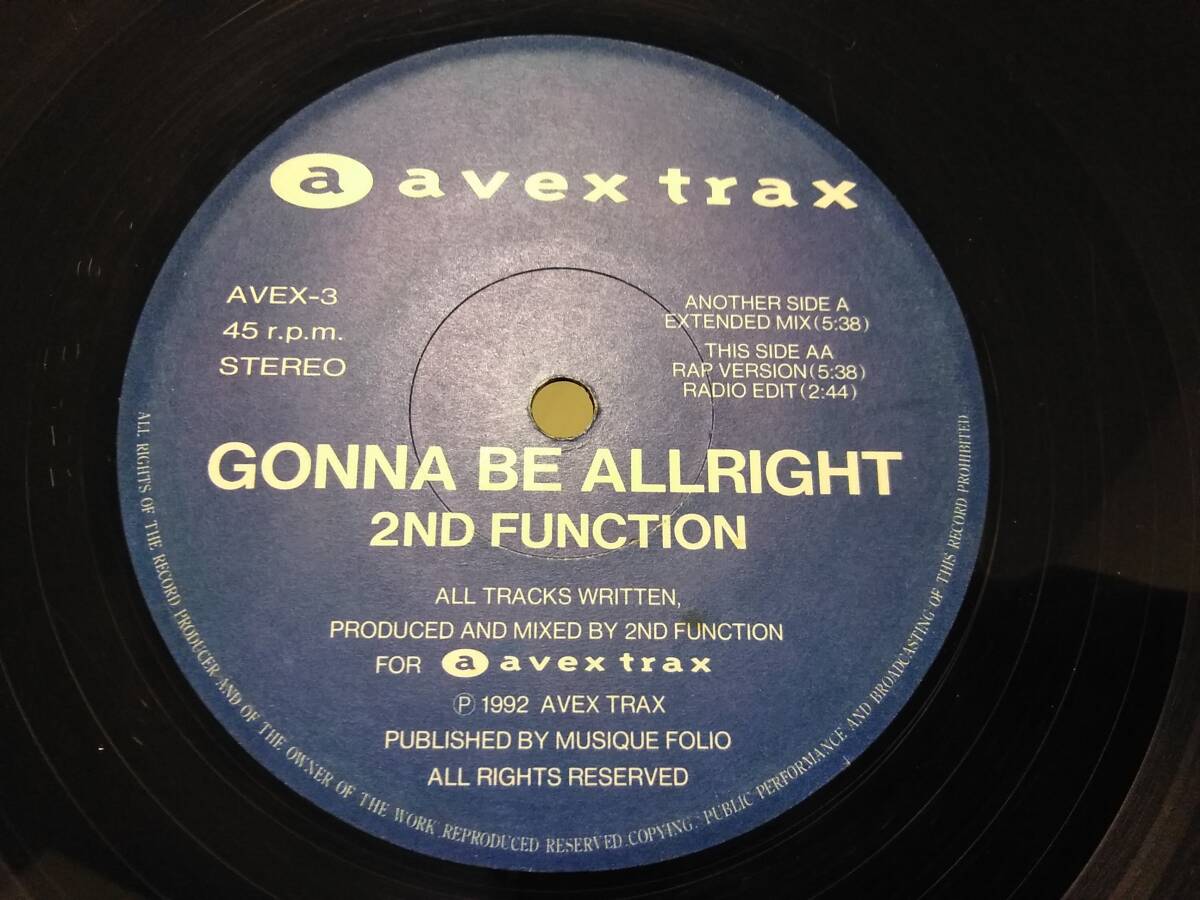 a avex trax
AVEX-3
45 r.p.m.
STEREO
ANOTHER SIDE A
EXTENDED MIX(5:38)
THIS SIDE AA
RAP VERSION(5:38)
RADIO EDIT(2:44)
GONNA BE ALLRIGHT
2ND FUNCTION
ALL TRACKS WRITTEN,
PRODUCED AND MIXED BY 2ND FUNCTION
FOR a avex trax
Ⓟ 1992 AVEX TRAX
PUBLISHED BY MUSIQUE FOLIO
ALL RIGHTS RESERVED
ALL RIGHTS OF THE RECORD PRODUCER AND OF THE OWNER OF THE WORK REPRODUCED RESERVED. COPYING. PUBLIC PERFORMANCE AND BROADCASTING OF THIS RECORD PROHIBITED